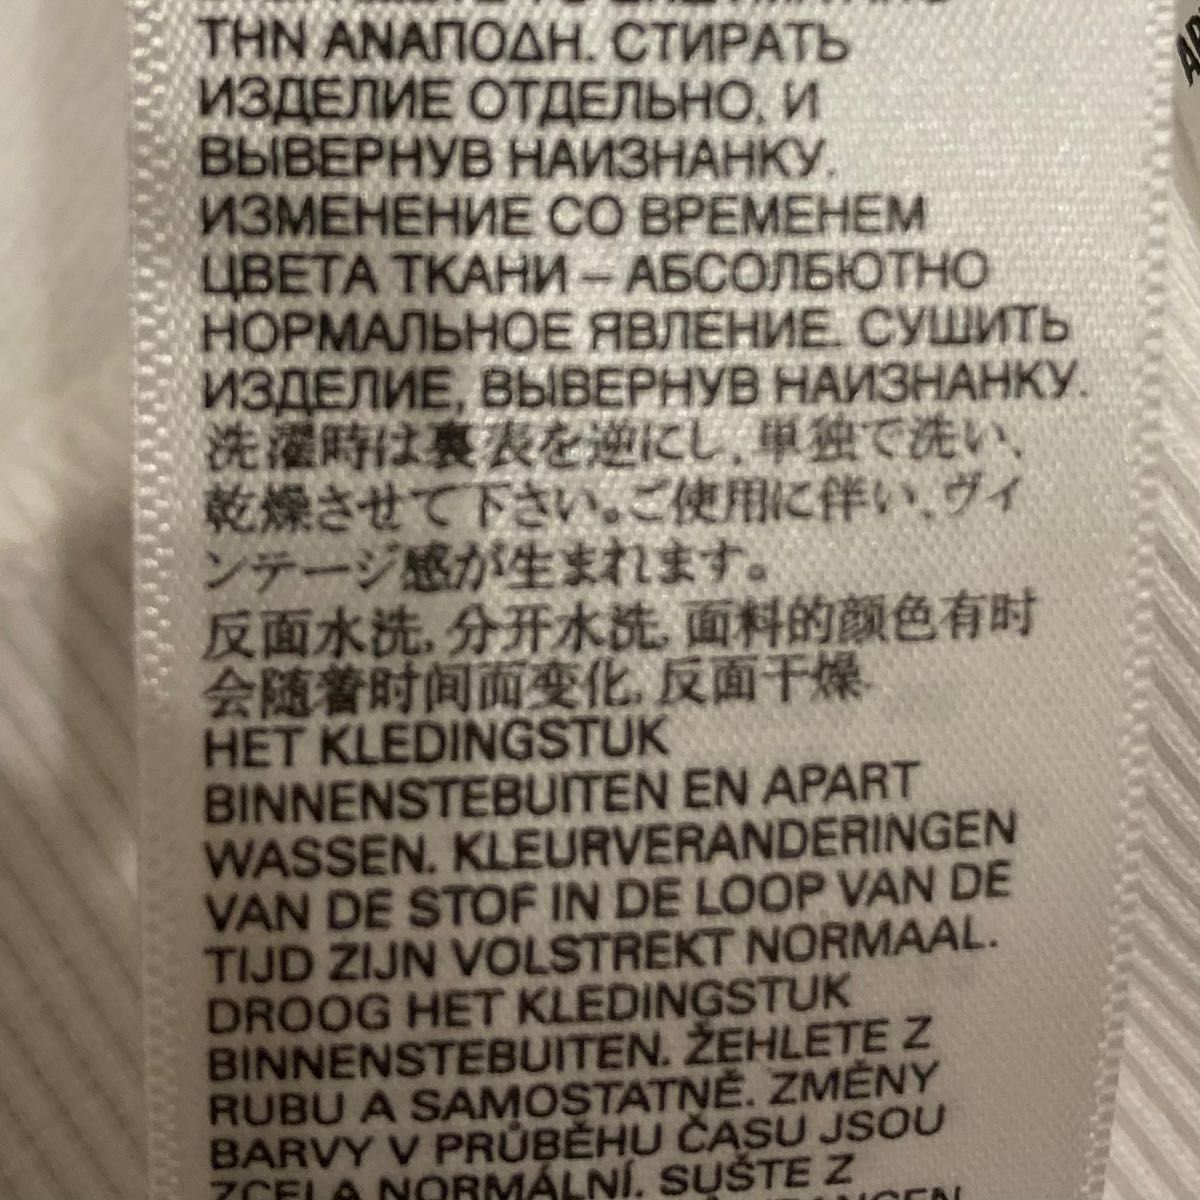 ΤΗΝ ΑΝΑΠΟΔΗ. СТИРАТЬ
ИЗДЕЛИЕ ОТДЕЛЬНО, И
ВЫВЕРНУВ НАИЗНАНКУ.
ИЗМЕНЕНИЕ СО ВРЕМЕНЕМ
ЦВЕТА ТКАНИ – АБСОЛБЮТНО
НОРМАЛЬНОЕ ЯВЛЕНИЕ. СУШИТЬ
ИЗДЕЛИЕ, ВЫВЕРНУВ НАИЗНАНКУ.
洗濯時は裏表を逆にし、単独で洗い、
乾燥させて下さい。ご使用に伴い、ヴィ
ンテージ感が生まれます。
反面水洗, 分开水洗, 面料的颜色有时
会随着时间而变化, 反面干燥.
HET KLEDINGSTUK
BINNENSTEBUITEN EN APART
WASSEN. KLEURVERANDERINGEN
VAN DE STOF IN DE LOOP VAN DE
TIJD ZIJN VOLSTREKT NORMAAL.
DROOG HET KLEDINGSTUK
BINNENSTEBUITEN. ŽEHLETE Z
RUBU A SAMOSTATNĚ. ZMĚNY
BARVY V PRŮBĚHU ČASU JSOU
ZCELA NORMÁLNÍ. SUŠTE Z